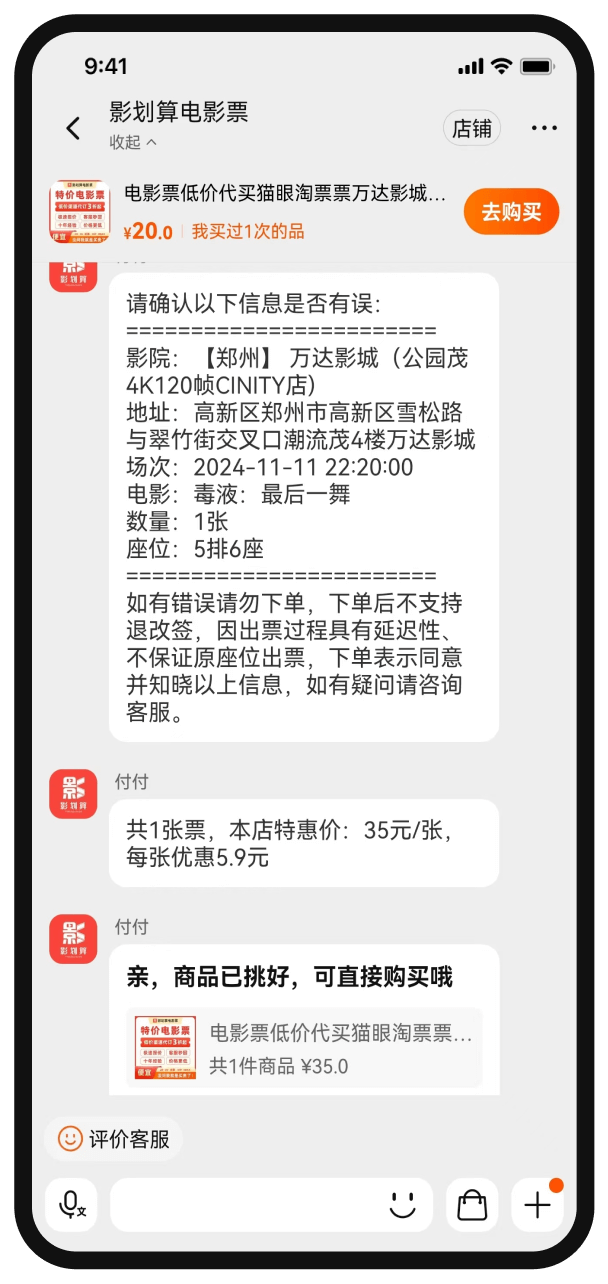 9:41
影划算电影票
收起
店铺
特价电影票
便宜
电影票低价代买猫眼淘票票万达影城...
¥20.0
我买过1次的品
去购买
影划算
请确认以下信息是否有误:
========================
影院: 【郑州】 万达影城（公园茂
4K120帧CINITY店)
地址: 高新区郑州市高新区雪松路
与翠竹街交叉口潮流茂4楼万达影城
场次: 2024-11-11 22:20:00
电影: 毒液: 最后一舞
数量: 1张
座位: 5排6座
========================
如有错误请勿下单，下单后不支持
退改签，因出票过程具有延迟性、
不保证原座位出票，下单表示同意
并知晓以上信息，如有疑问请咨询
客服。
影
影划算
付付
共1张票，本店特惠价: 35元/张，
每张优惠5.9元
影
影划算
付付
亲，商品已挑好，可直接购买哦
特价电影票
便宜
电影票低价代买猫眼淘票票...
共1件商品 ¥35.0
评价客服
文